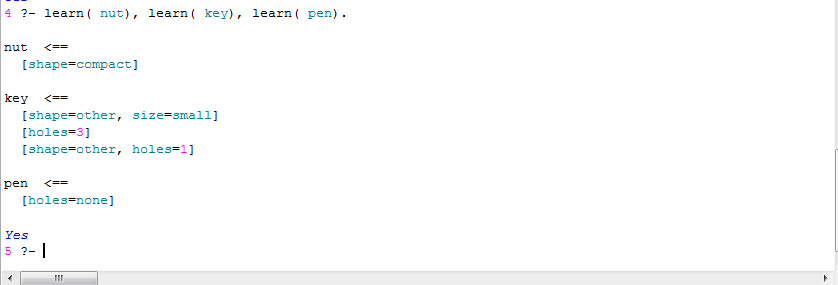 4 ?- learn( nut), learn( key), learn( pen).
nut  <==
  [shape=compact]
key  <==
  [shape=other, size=small]
  [holes=3]
  [shape=other, holes=1]
pen  <==
  [holes=none]
Yes
5 ?-